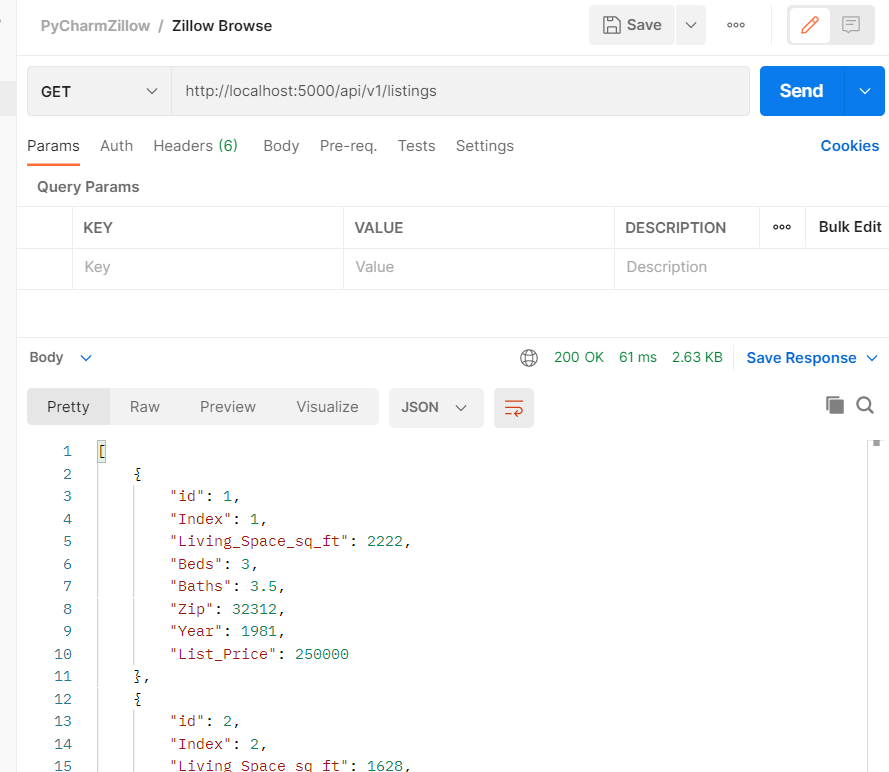 PyCharmZillow / Zillow Browse
Save
GET
http://localhost:5000/api/v1/listings
Send
Params Auth Headers (6) Body Pre-req. Tests Settings Cookies
Query Params
KEY VALUE DESCRIPTION Bulk Edit
Key Value Description
Body 200 OK 61 ms 2.63 KB Save Response
Pretty Raw Preview Visualize JSON
1 [
2 {
3 "id": 1,
4 "Index": 1,
5 "Living_Space_sq_ft": 2222,
6 "Beds": 3,
7 "Baths": 3.5,
8 "Zip": 32312,
9 "Year": 1981,
10 "List_Price": 250000
11 },
12 {
13 "id": 2,
14 "Index": 2,
15 "Living_Space_sq_ft": 1628,